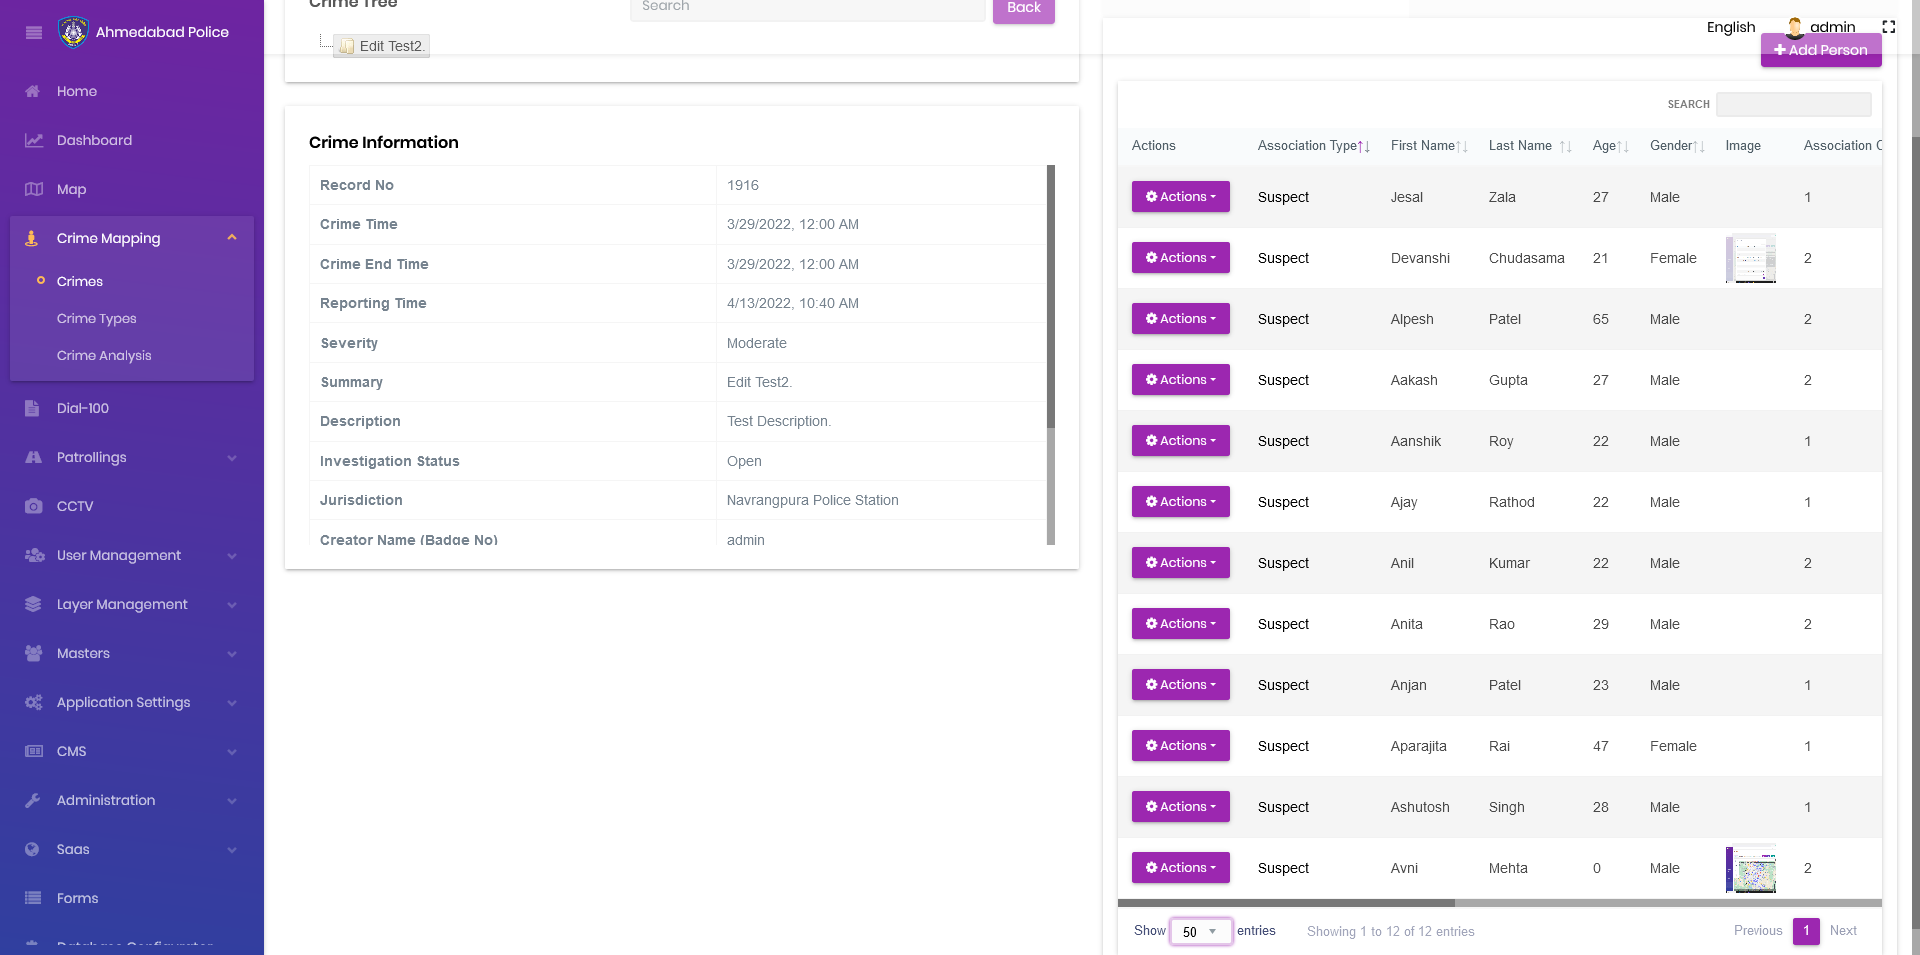 Ahmedabad Police
Home
Dashboard
Map
Crime Mapping
Crimes
Crime Types
Crime Analysis
Dial-100
Patrollings
CCTV
User Management
Layer Management
Masters
Application Settings
CMS
Administration
Saas
Forms
Database Configurator
Crime Tree
Search
Back
Edit Test2.
Crime Information
Record No 1916
Crime Time 3/29/2022, 12:00 AM
Crime End Time 3/29/2022, 12:00 AM
Reporting Time 4/13/2022, 10:40 AM
Severity Moderate
Summary Edit Test2.
Description Test Description.
Investigation Status Open
Jurisdiction Navrangpura Police Station
Creator Name (Badge No) admin
English admin
Add Person
SEARCH
Actions Association Type First Name Last Name Age Gender Image Association C
Actions Suspect Jesal Zala 27 Male 1
Actions Suspect Devanshi Chudasama 21 Female 2
Actions Suspect Alpesh Patel 65 Male 2
Actions Suspect Aakash Gupta 27 Male 2
Actions Suspect Aanshik Roy 22 Male 1
Actions Suspect Ajay Rathod 22 Male 1
Actions Suspect Anil Kumar 22 Male 2
Actions Suspect Anita Rao 29 Male 2
Actions Suspect Anjan Patel 23 Male 1
Actions Suspect Aparajita Rai 47 Female 1
Actions Suspect Ashutosh Singh 28 Male 1
Actions Suspect Avni Mehta 0 Male 2
Show 50 entries Showing 1 to 12 of 12 entries Previous 1 Next